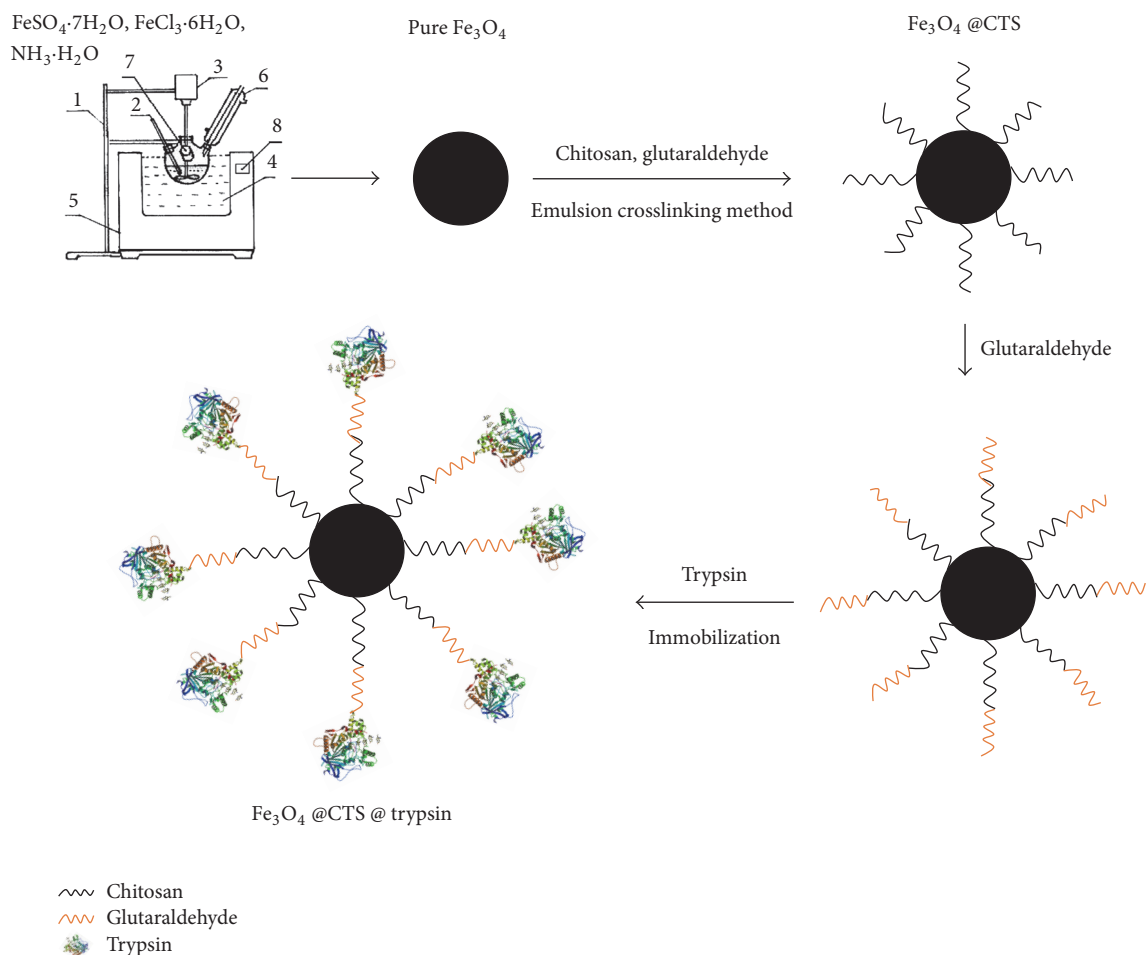 FeSO₄·7H₂O, FeCl₃·6H₂O,
NH₃·H₂O
Pure Fe₃O₄
Fe₃O₄ @CTS
7
3
6
1
2
8
4
5
Chitosan, glutaraldehyde
Emulsion crosslinking method
Glutaraldehyde
Trypsin
Immobilization
Fe₃O₄ @CTS @ trypsin
Chitosan
Glutaraldehyde
Trypsin